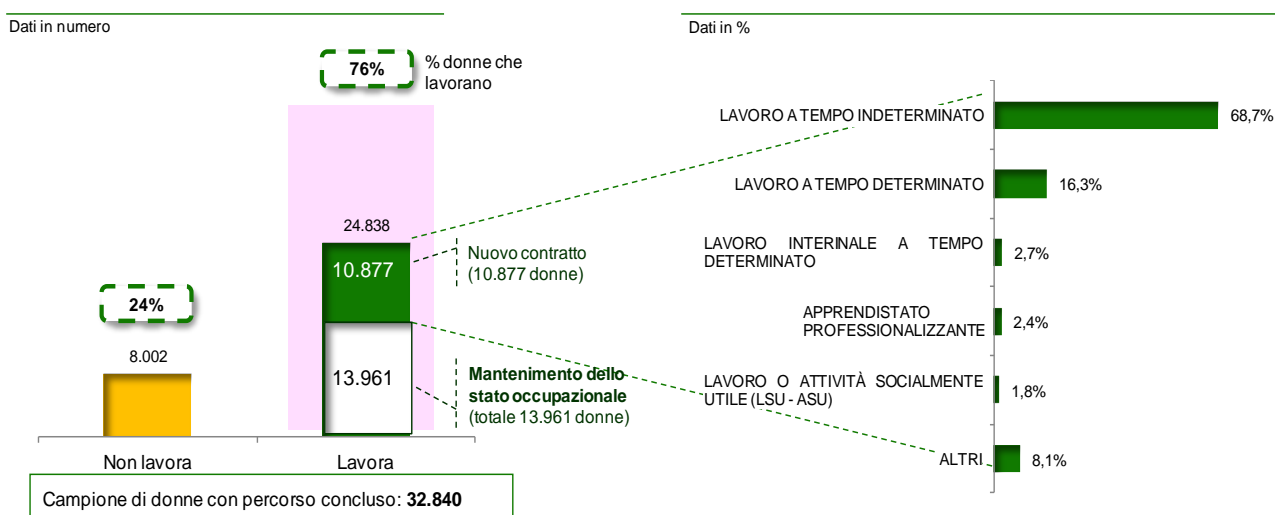 Dati in numero
76%
% donne che
lavorano
24.838
10.877
Nuovo contratto
(10.877 donne)
24%
8.002
13.961
Mantenimento dello
stato occupazionale
(totale 13.961 donne)
Non lavora
Lavora
Campione di donne con percorso concluso: 32.840
Dati in %
LAVORO A TEMPO INDETERMINATO
68,7%
LAVORO A TEMPO DETERMINATO
16,3%
LAVORO INTERINALE A TEMPO
DETERMINATO
2,7%
APPRENDISTATO
PROFESSIONALIZZANTE
2,4%
LAVORO O ATTIVITÀ SOCIALMENTE
UTILE (LSU - ASU)
1,8%
ALTRI
8,1%